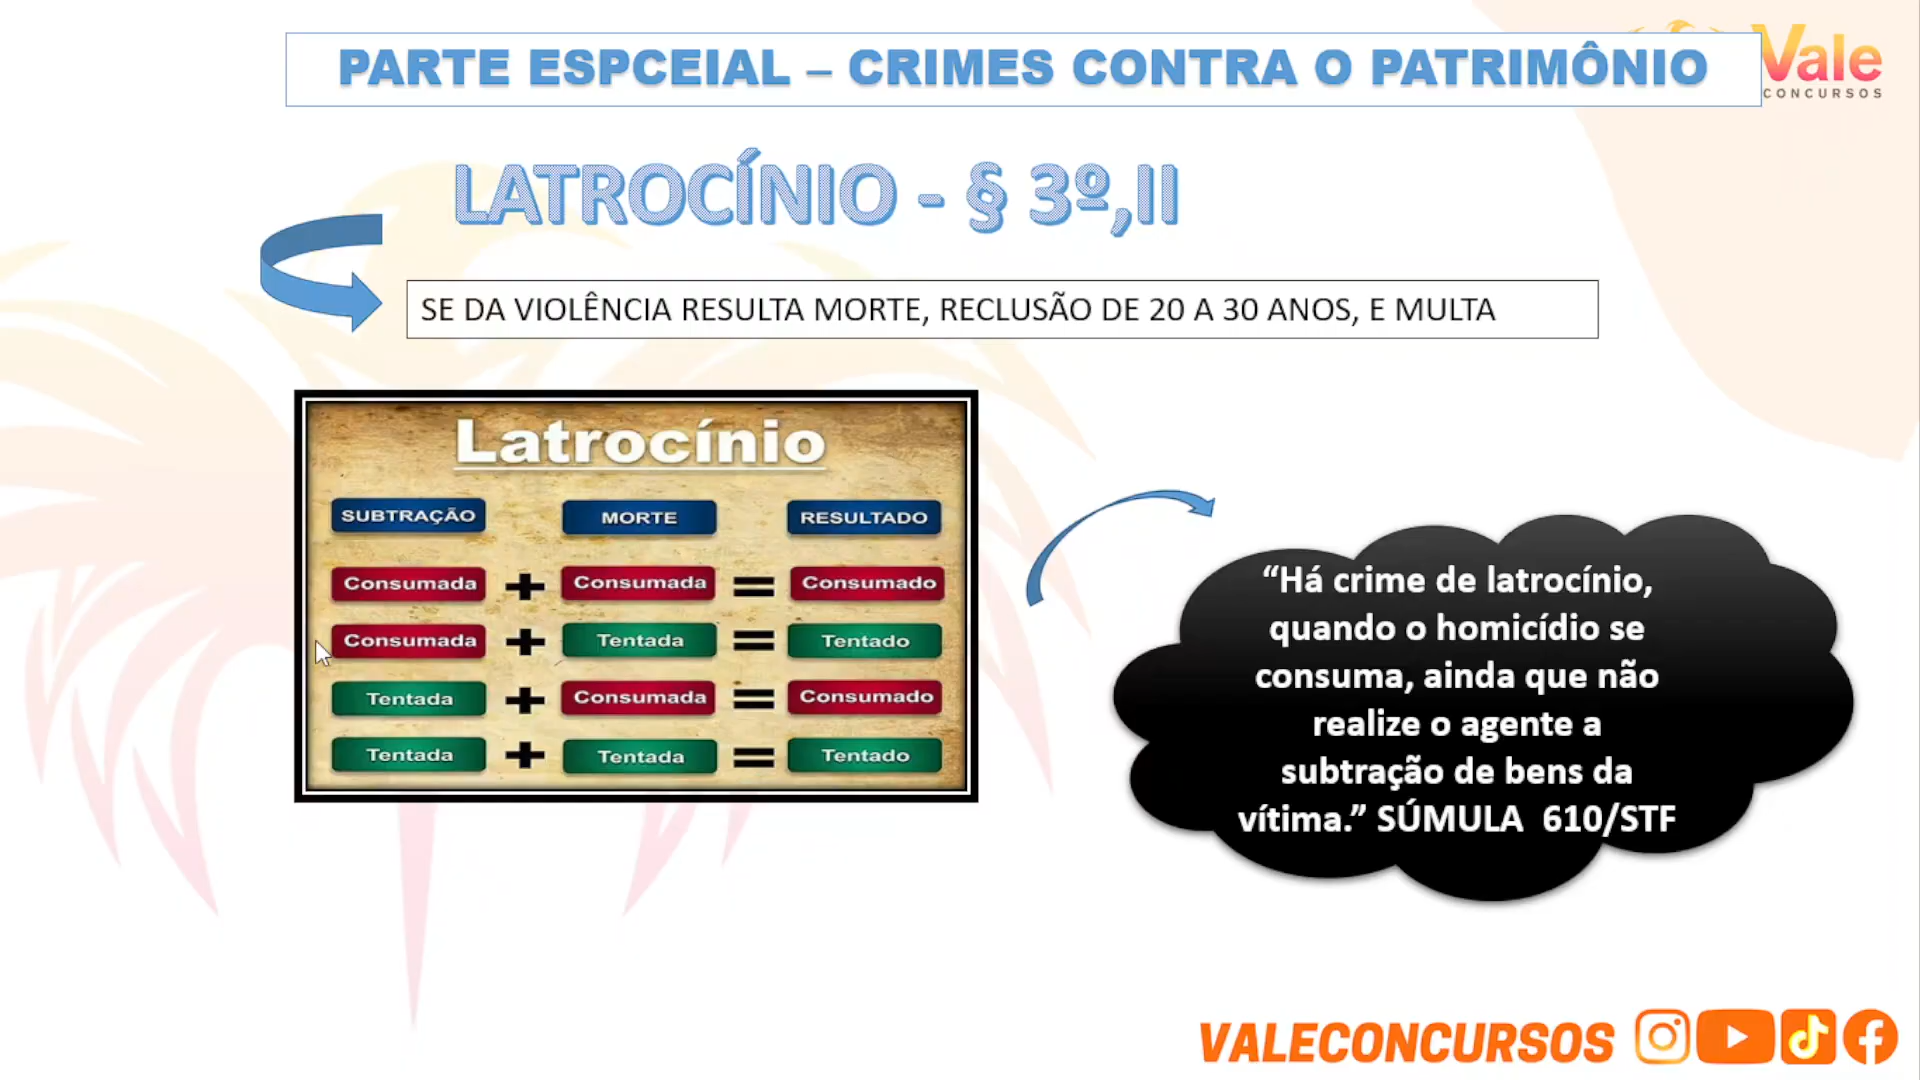 PARTE ESPCEIAL – CRIMES CONTRA O PATRIMÔNIO
Vale
CONCURSOS
LATROCÍNIO - § 3º,II
SE DA VIOLÊNCIA RESULTA MORTE, RECLUSÃO DE 20 A 30 ANOS, E MULTA
Latrocínio
SUBTRAÇÃO MORTE RESULTADO
Consumada + Consumada = Consumado
Consumada + Tentada = Tentado
Tentada + Consumada = Consumado
Tentada + Tentada = Tentado
“Há crime de latrocínio,
quando o homicídio se
consuma, ainda que não
realize o agente a
subtração de bens da
vítima.” SÚMULA 610/STF
VALECONCURSOS